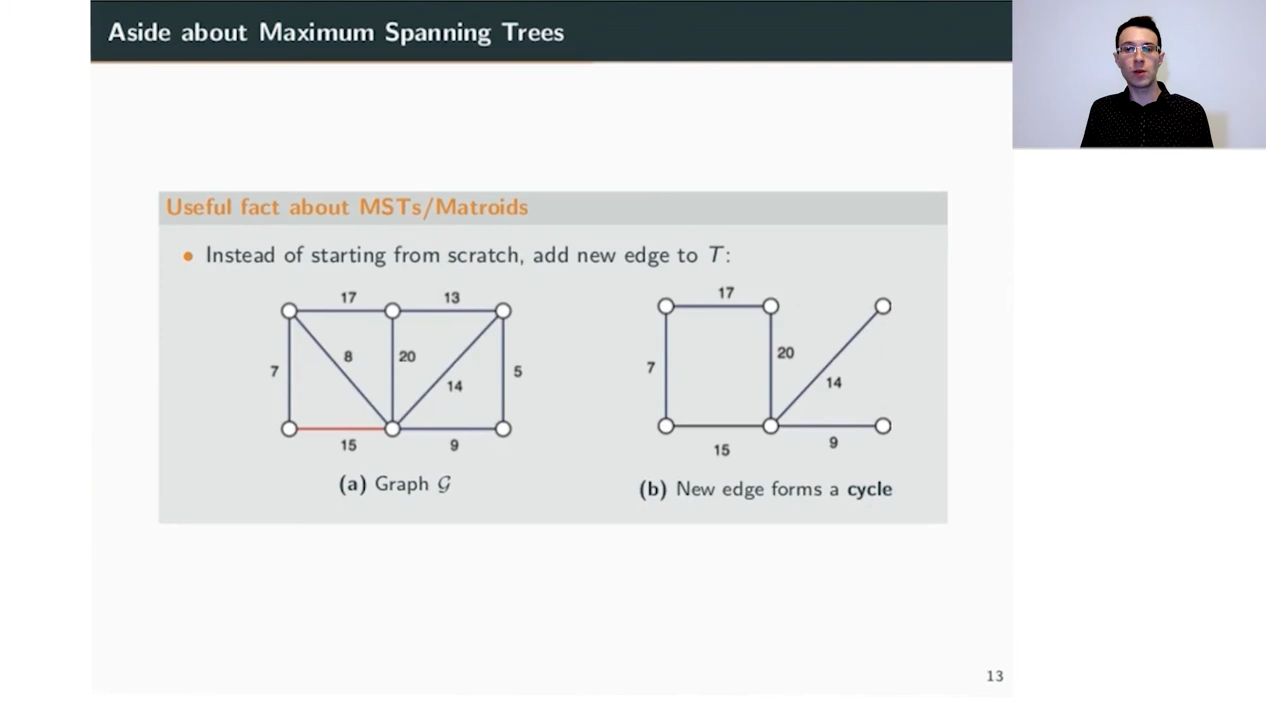 Aside about Maximum Spanning Trees
Useful fact about MSTs/Matroids
• Instead of starting from scratch, add new edge to T:
17 13
7 8 20 14 5
15 9
(a) Graph G
17
7 20 14
15 9
(b) New edge forms a cycle
13